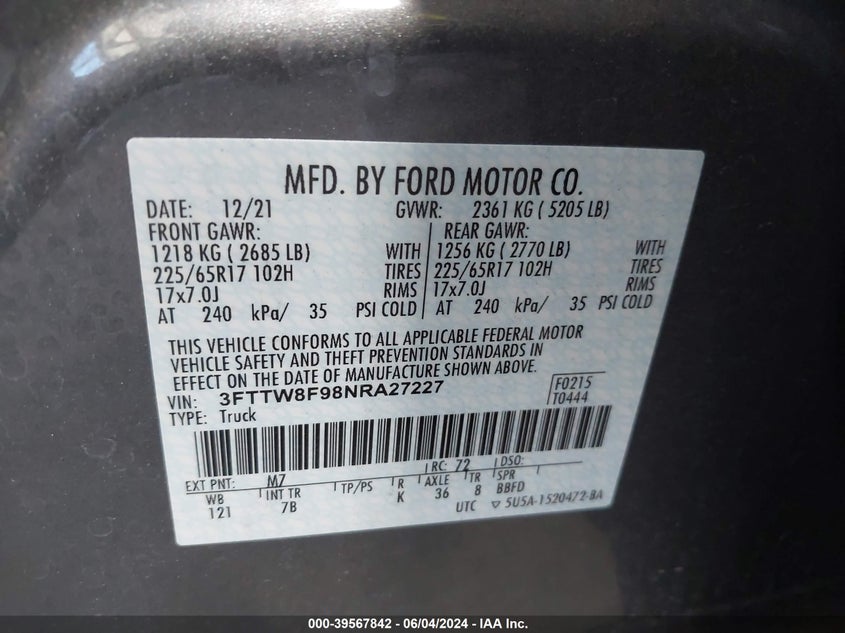 MFD. BY FORD MOTOR CO.
DATE: 12/21 GVWR: 2361 KG ( 5205 LB)
FRONT GAWR: REAR GAWR:
1218 KG ( 2685 LB) WITH 1256 KG ( 2770 LB) WITH
225/65R17 102H TIRES 225/65R17 102H TIRES
17x7.0J RIMS 17x7.0J RIMS
AT 240 kPa/ 35 PSI COLD AT 240 kPa/ 35 PSI COLD
THIS VEHICLE CONFORMS TO ALL APPLICABLE FEDERAL MOTOR
VEHICLE SAFETY AND THEFT PREVENTION STANDARDS IN
EFFECT ON THE DATE OF MANUFACTURE SHOWN ABOVE.
VIN: 3FTTW8F98NRA27227 F0215
TYPE: Truck T0444
EXT PNT: M7 RC: 72 DSO:
WB INT TR TP/PS R AXLE TR SPR
121 7B K 36 8 BBFD
UTC ▽ 5U5A-1520472-BA
000-39567842 - 06/04/2024 - IAA Inc.